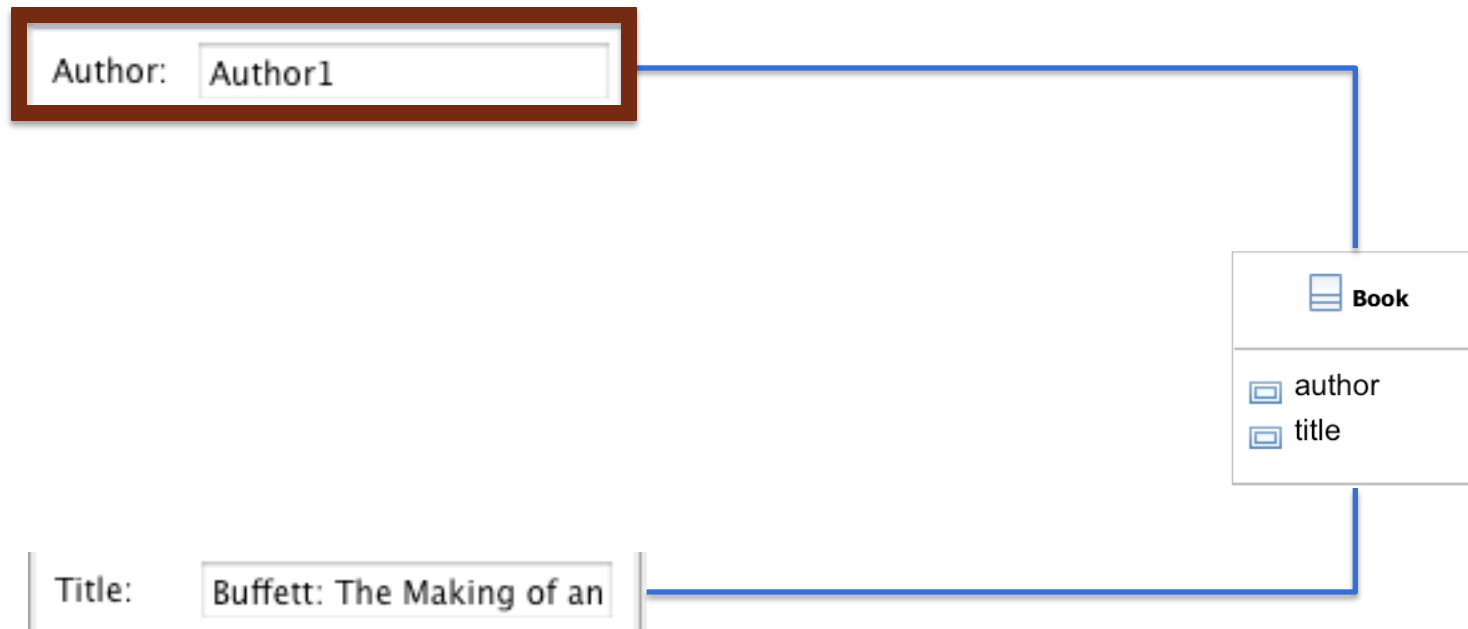 Author: Author1
Book
author
title
Title: Buffett: The Making of an